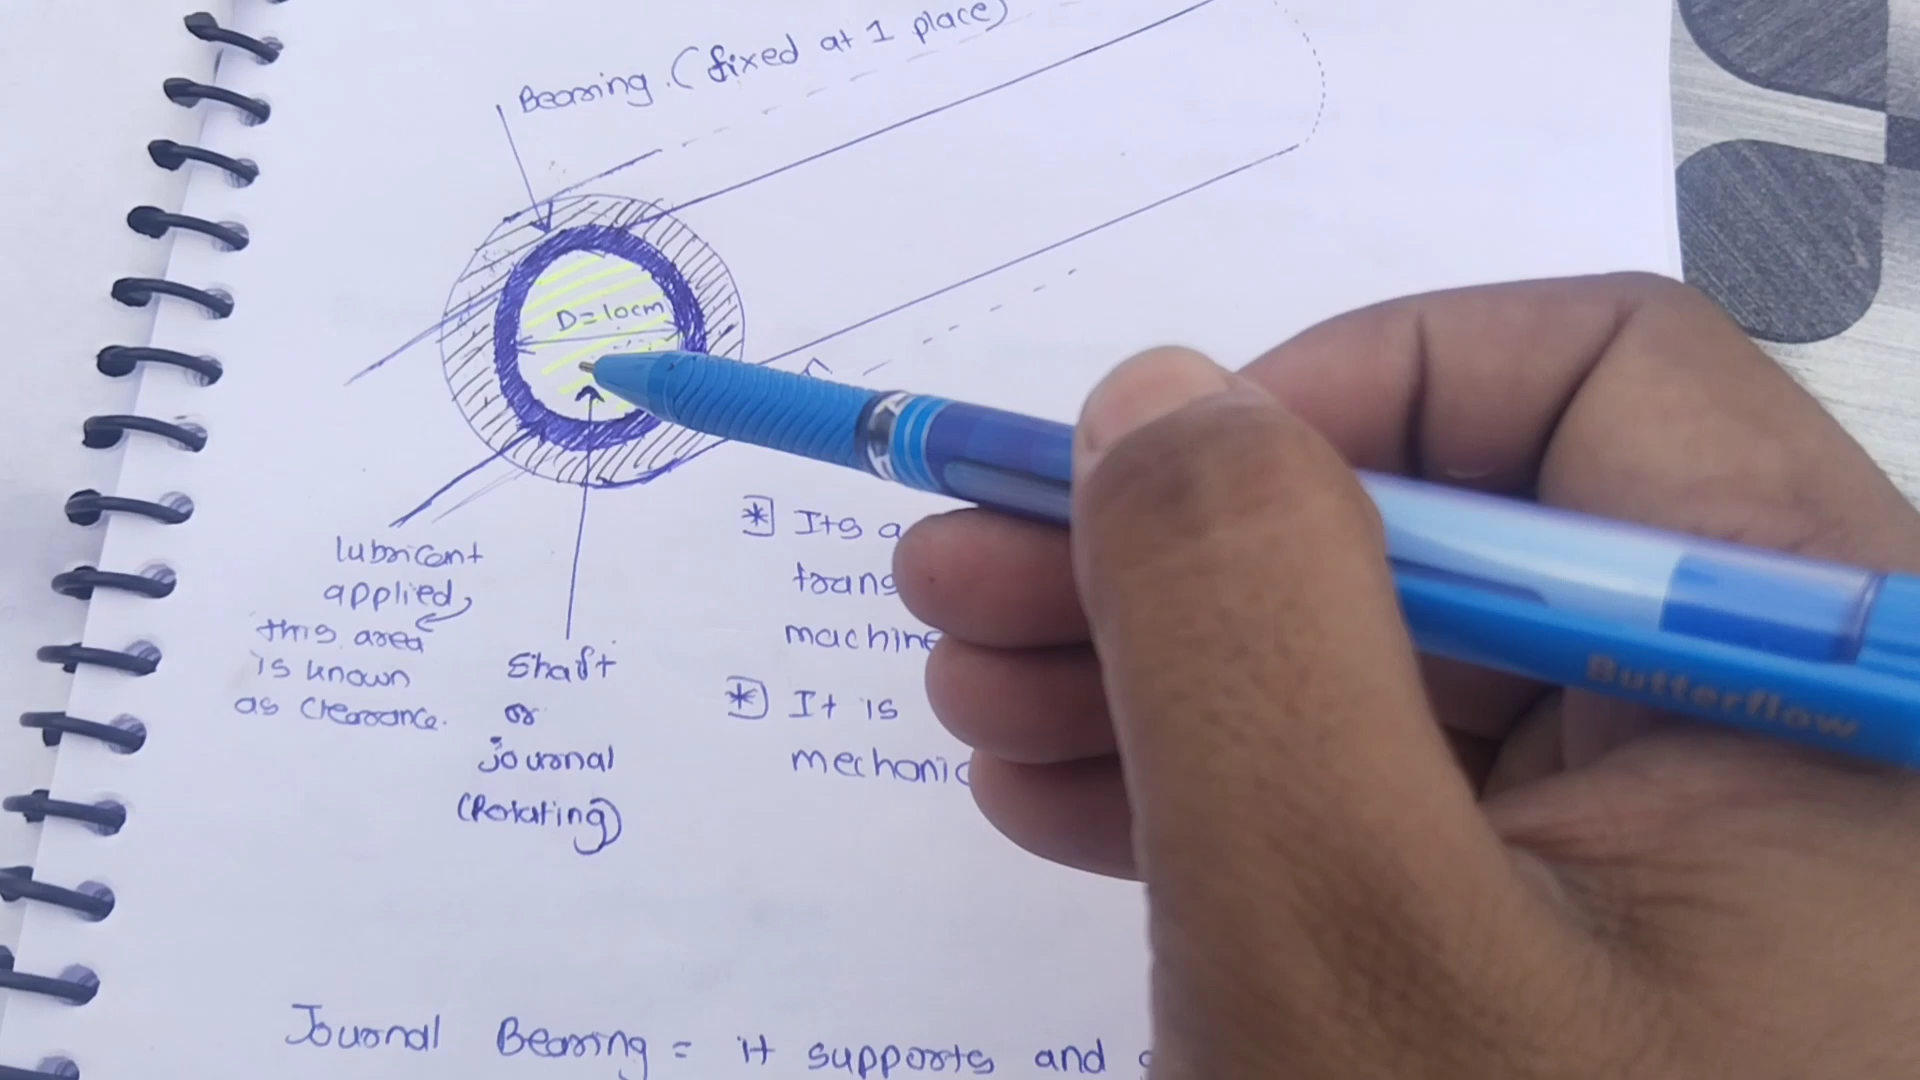 Bearing. (fixed at 1 place)
D=10cm
lubricant
applied,
this area
is known
as clearance.
Shaft
or
journal
(Rotating)
* Its a
trans
machine
* It is
mechanic
Journal Bearing = it supports and
Butterflow